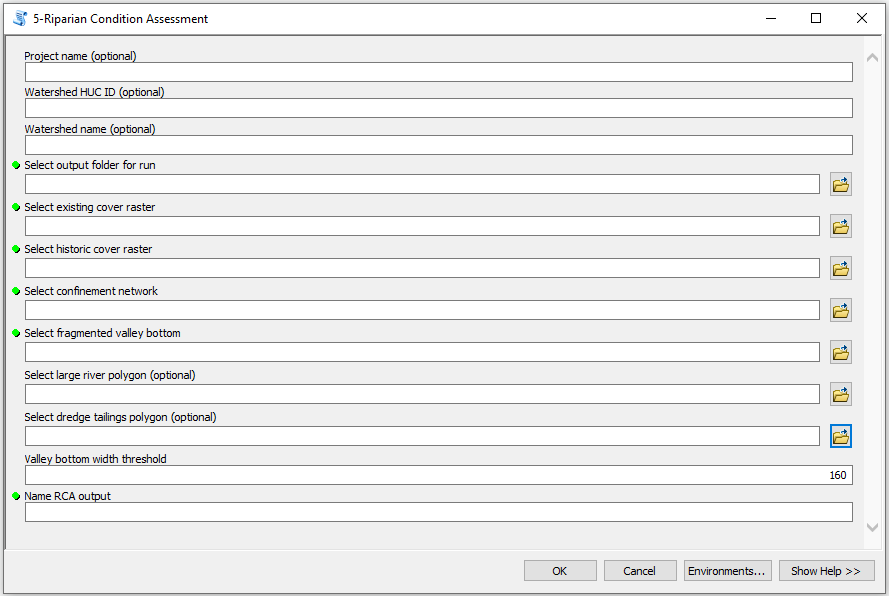 5-Riparian Condition Assessment
Project name (optional)
Watershed HUC ID (optional)
Watershed name (optional)
Select output folder for run
Select existing cover raster
Select historic cover raster
Select confinement network
Select fragmented valley bottom
Select large river polygon (optional)
Select dredge tailings polygon (optional)
Valley bottom width threshold
160
Name RCA output
OK Cancel Environments... Show Help >>